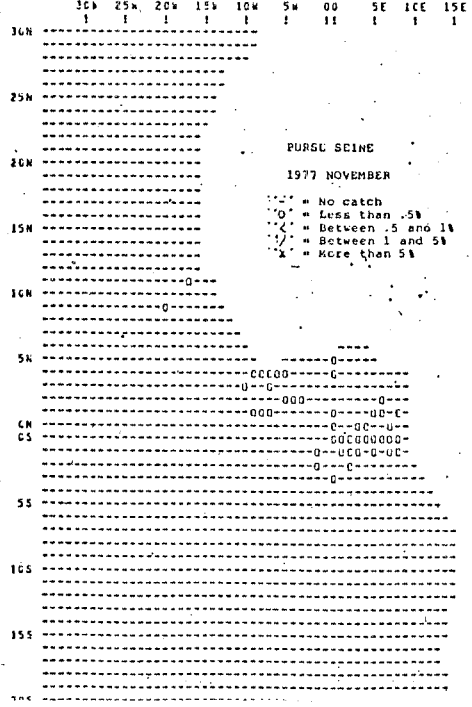 30W 25W 20W 15W 10W 5W 00 5E 10E 15E
30N
25N
PURSE SEINE
20N
1977 NOVEMBER
"-" = No catch
"O" = Less than .5%
"<" = Between .5 and 1%
15N
"/" = Between 1 and 5%
"X" = More than 5%
10N
5N
0N
0S
5S
10S
15S
20S